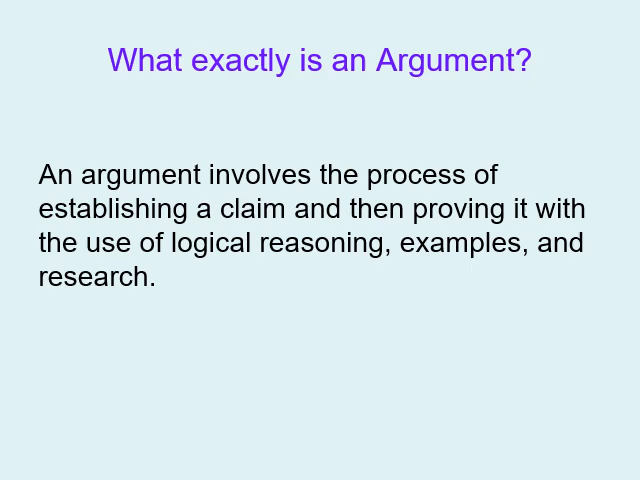 What exactly is an Argument?
An argument involves the process of
establishing a claim and then proving it with
the use of logical reasoning, examples, and
research.